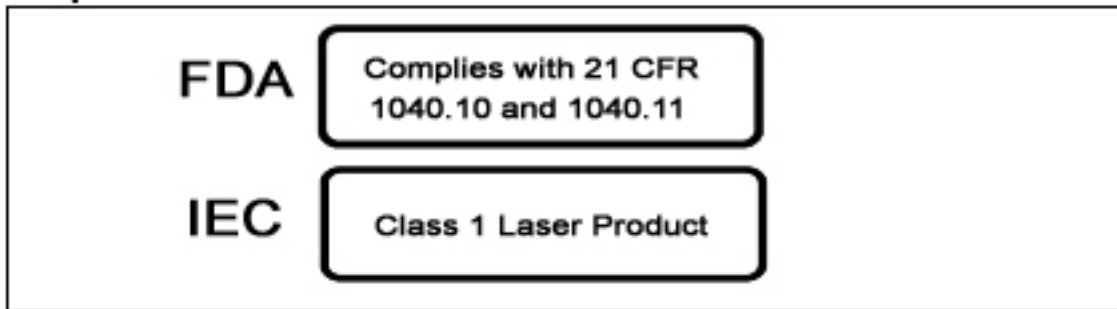 FDA
Complies with 21 CFR
1040.10 and 1040.11
IEC
Class 1 Laser Product